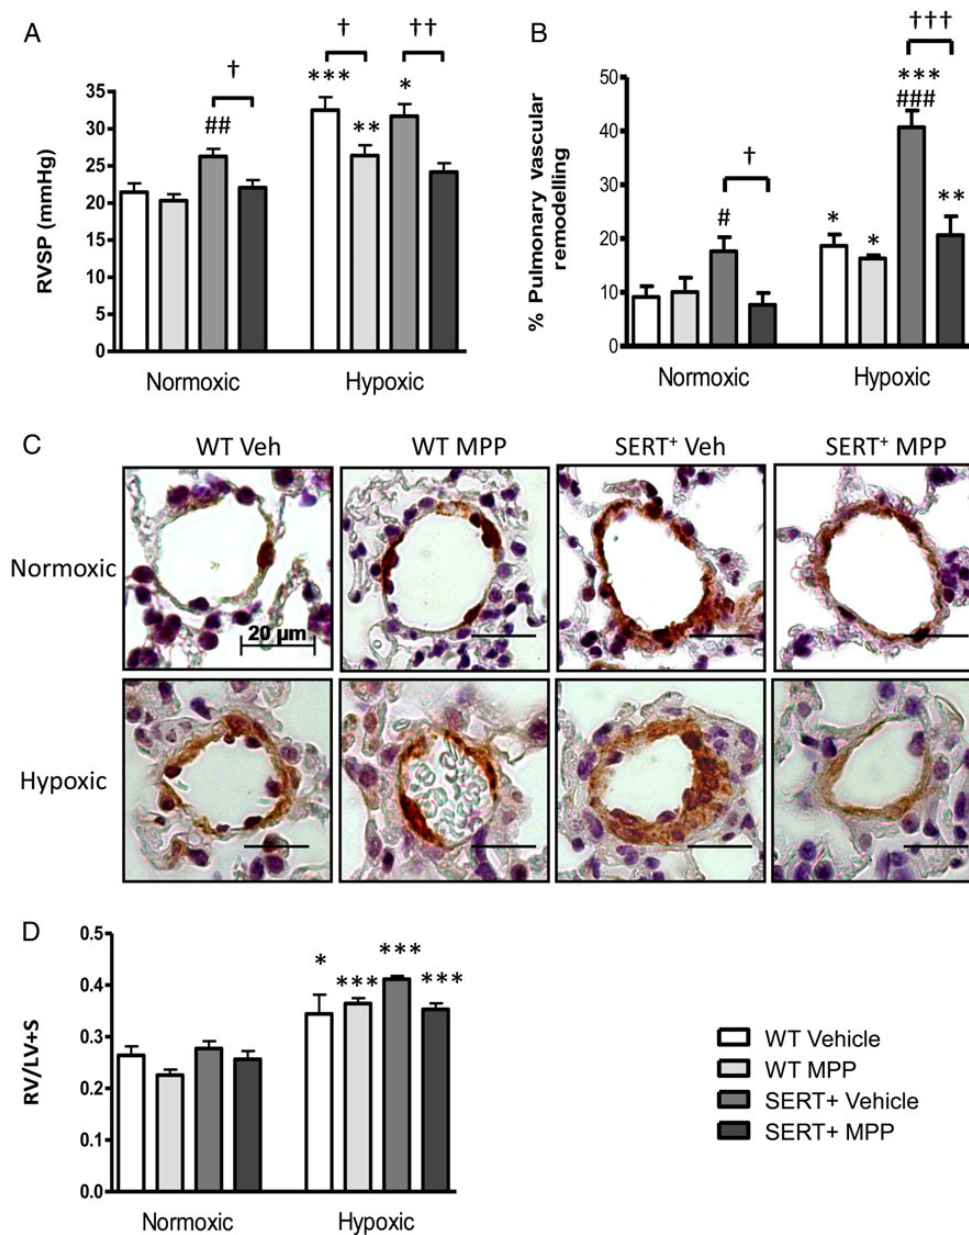 A
† † ††
*** *
## **
35
30
25
20
15
10
5
0
RVSP (mmHg)
Normoxic Hypoxic
B
†††
***
###
† **
# * *
50
40
30
20
10
0
% Pulmonary Vascular
remodelling
Normoxic Hypoxic
C
WT Veh WT MPP SERT⁺ Veh SERT⁺ MPP
Normoxic
20 µm
Hypoxic
D
0.5
0.4
0.3
0.2
0.1
0.0
RV/LV+S
* *** *** ***
Normoxic Hypoxic
WT Vehicle
WT MPP
SERT+ Vehicle
SERT+ MPP